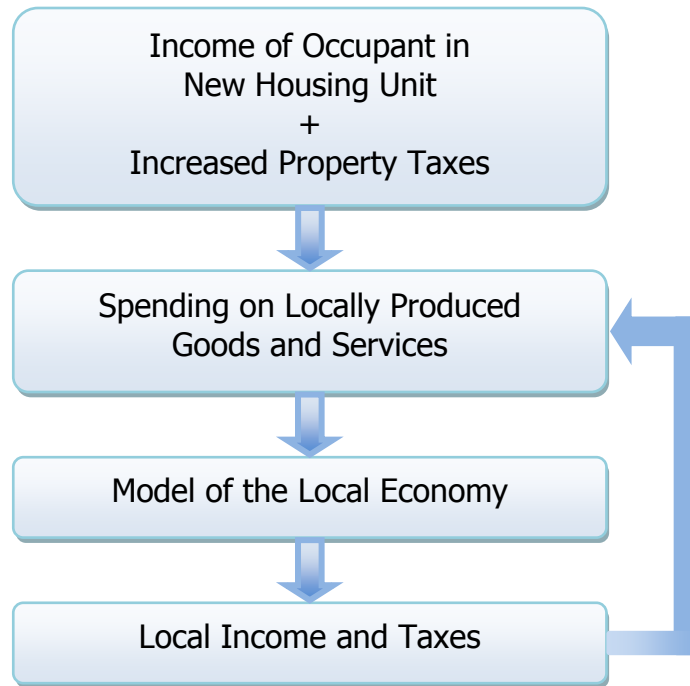 Income of Occupant in
New Housing Unit
+
Increased Property Taxes
Spending on Locally Produced
Goods and Services
Model of the Local Economy
Local Income and Taxes